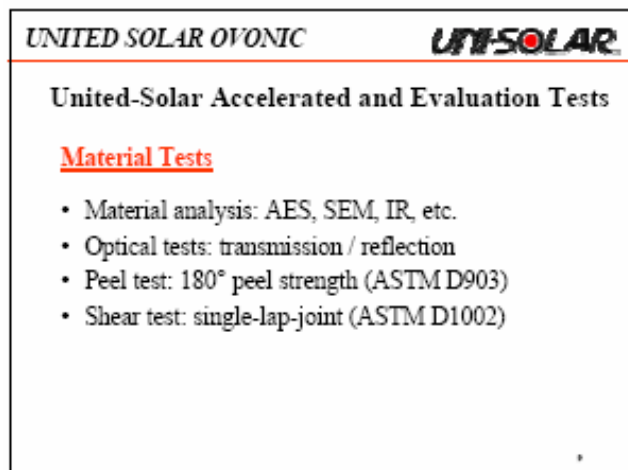 UNITED SOLAR OVONIC
UNI-SOLAR
United-Solar Accelerated and Evaluation Tests
Material Tests
• Material analysis: AES, SEM, IR, etc.
• Optical tests: transmission / reflection
• Peel test: 180° peel strength (ASTM D903)
• Shear test: single-lap-joint (ASTM D1002)